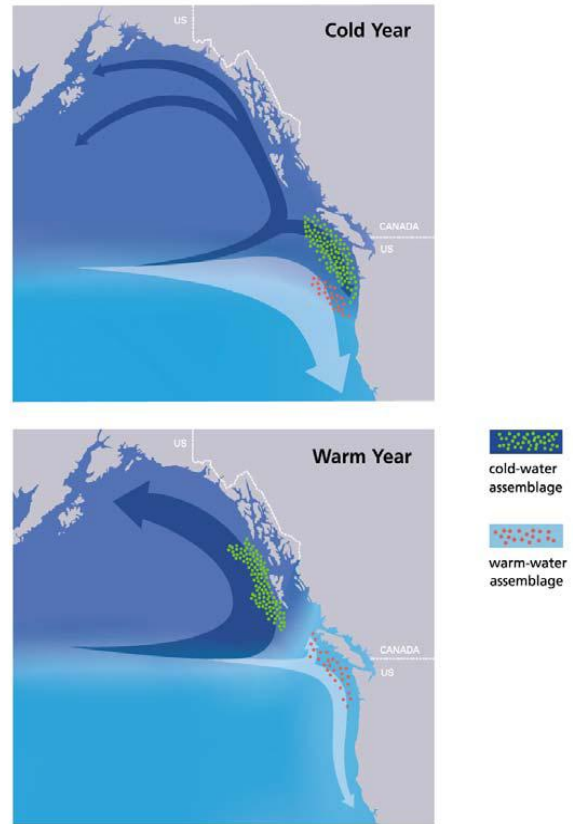 US
Cold Year
CANADA
US
US
Warm Year
CANADA
US
cold-water
assemblage
warm-water
assemblage